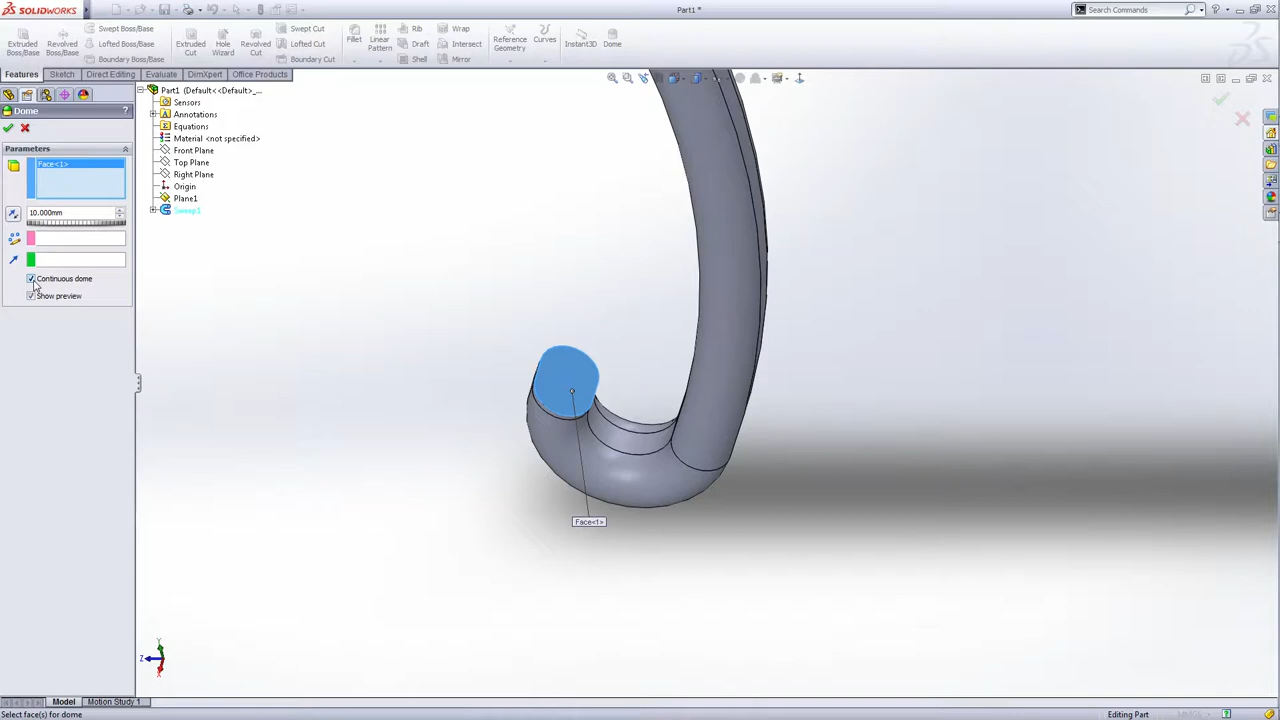 SOLIDWORKS
Part1 *
Search Commands
Extruded Boss/Base
Revolved Boss/Base
Swept Boss/Base
Lofted Boss/Base
Boundary Boss/Base
Extruded Cut
Hole Wizard
Revolved Cut
Swept Cut
Lofted Cut
Boundary Cut
Fillet
Linear Pattern
Rib
Draft
Shell
Wrap
Intersect
Mirror
Reference Geometry
Curves
Instant3D
Dome
Features
Sketch
Direct Editing
Evaluate
DimXpert
Office Products
Dome
?
Parameters
Face<1>
10.000mm
Continuous dome
Show preview
Part1 (Default<<Default>_...
Sensors
Annotations
Equations
Material <not specified>
Front Plane
Top Plane
Right Plane
Origin
Plane1
Sweep1
Face<1>
Y
Z
X
Model
Motion Study 1
Select face(s) for dome
Editing Part
MMGS